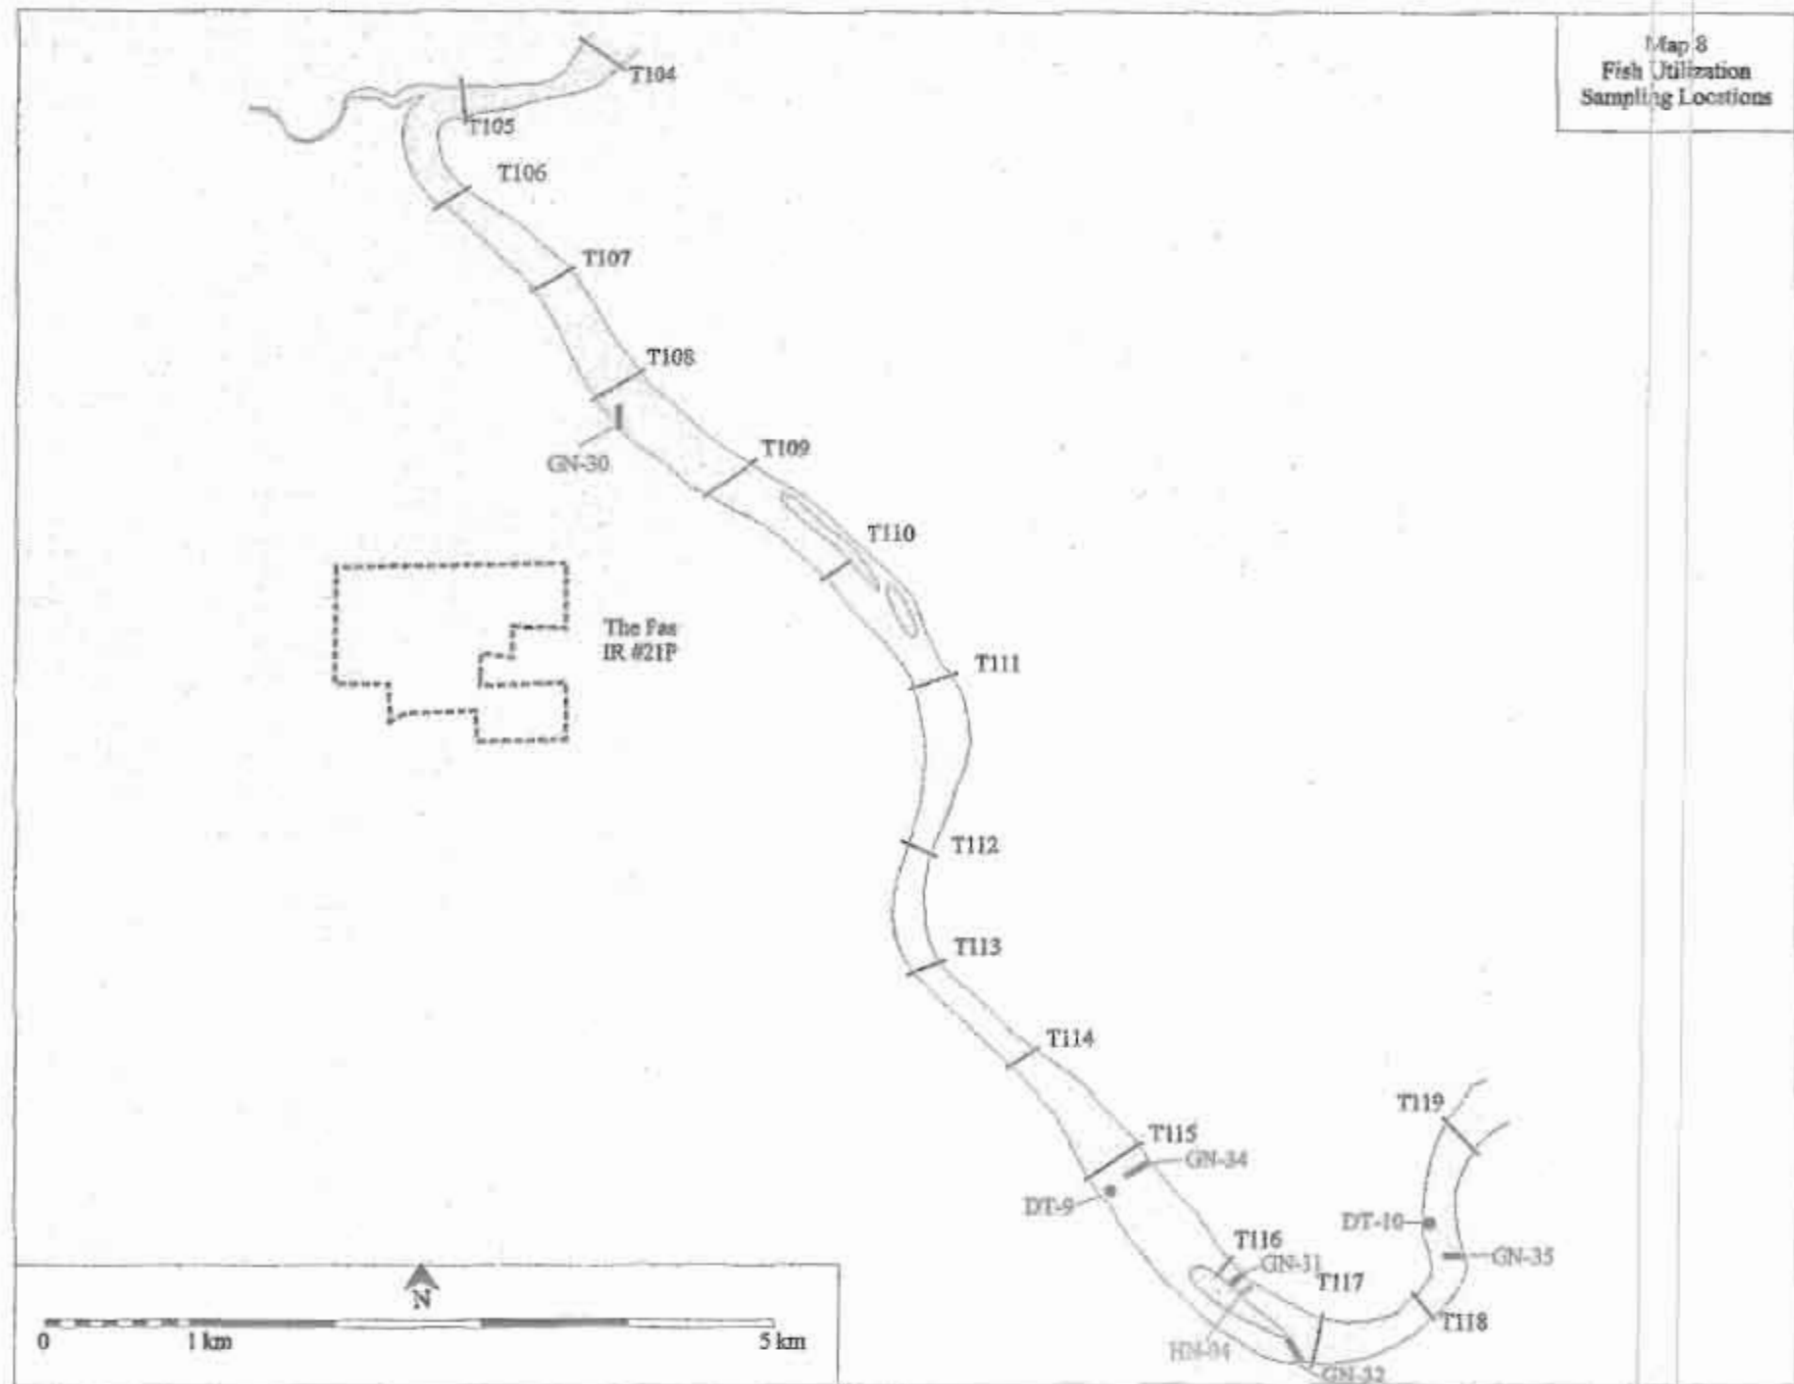 Map 8
Fish Utilization
Sampling Locations
T104
T105
T106
T107
T108
GN-30
T109
T110
The Pas
IR #21P
T111
T112
T113
T114
T115
GN-34
DT-9
T119
DT-10
GN-35
T116
GN-31
T117
T118
HN-04
GN-32
N
0
1 km
5 km